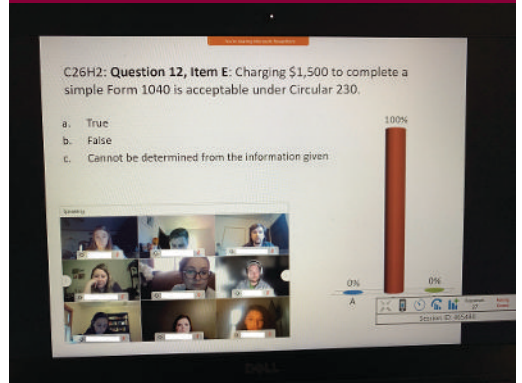 C26H2: Question 12, Item E: Charging $1,500 to complete a
simple Form 1040 is acceptable under Circular 230.
a. True
b. False
c. Cannot be determined from the information given
100%
0%
0%
A
DELL